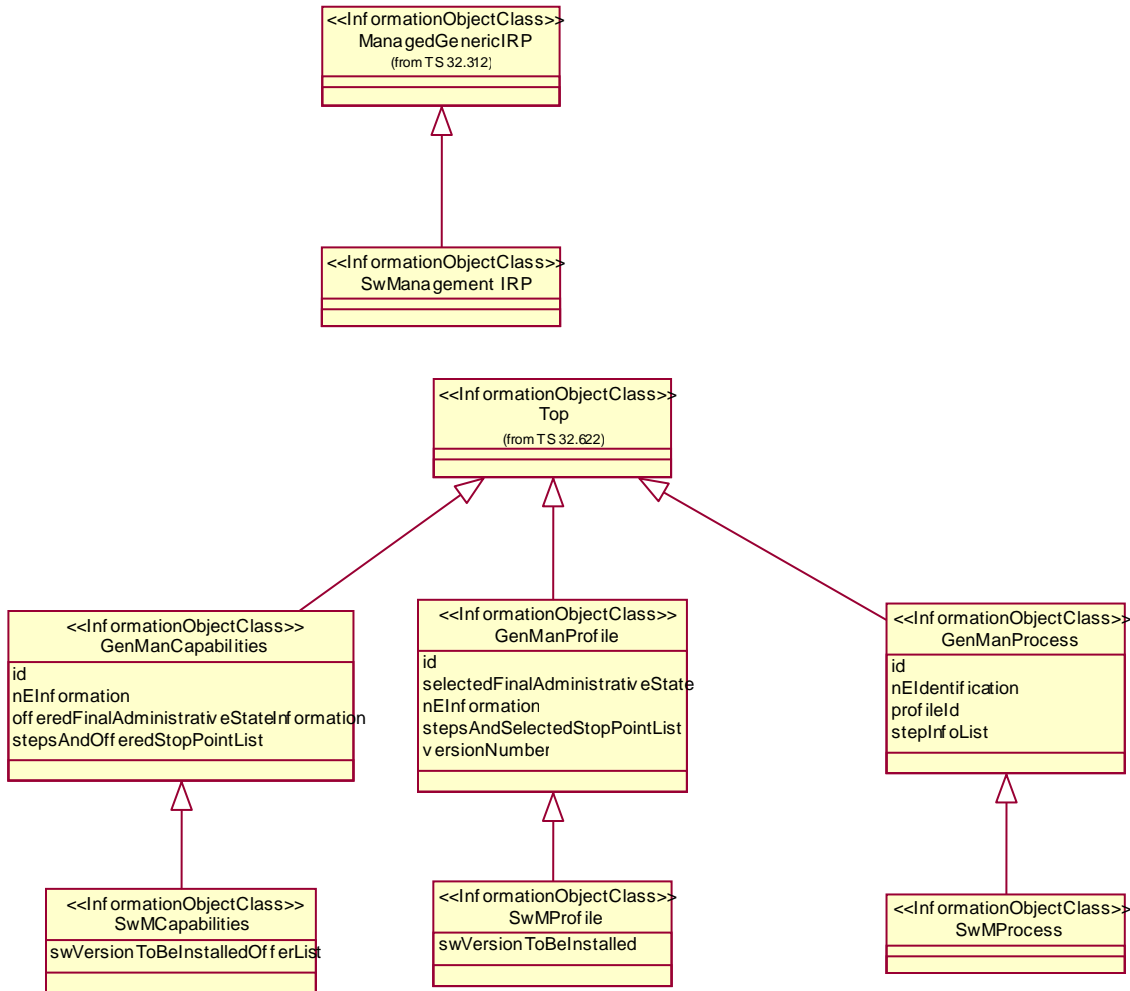 <<InformationObjectClass>>
ManagedGenericIRP
(from TS 32.312)
<<InformationObjectClass>>
SwManagement IRP
<<InformationObjectClass>>
Top
(from TS 32.622)
<<InformationObjectClass>>
GenManCapabilities
id
nEInformation
offeredFinalAdministrativeStateInformation
stepsAndOfferedStopPointList
<<InformationObjectClass>>
GenManProfile
id
selectedFinalAdministrativeState
nEInformation
stepsAndSelectedStopPointList
versionNumber
<<InformationObjectClass>>
GenManProcess
id
nEIdentification
profileId
stepInfoList
<<InformationObjectClass>>
SwMCapabilities
swVersionToBeInstalledOfferList
<<InformationObjectClass>>
SwMProfile
swVersionToBeInstalled
<<InformationObjectClass>>
SwMProcess